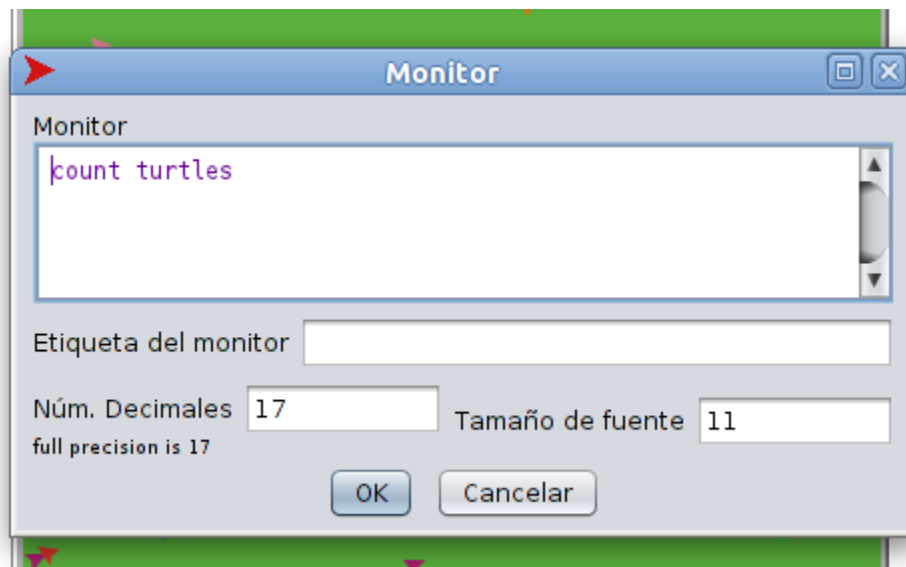 Monitor
Monitor
count turtles
Etiqueta del monitor
Núm. Decimales 17 Tamaño de fuente 11
full precision is 17
OK Cancelar